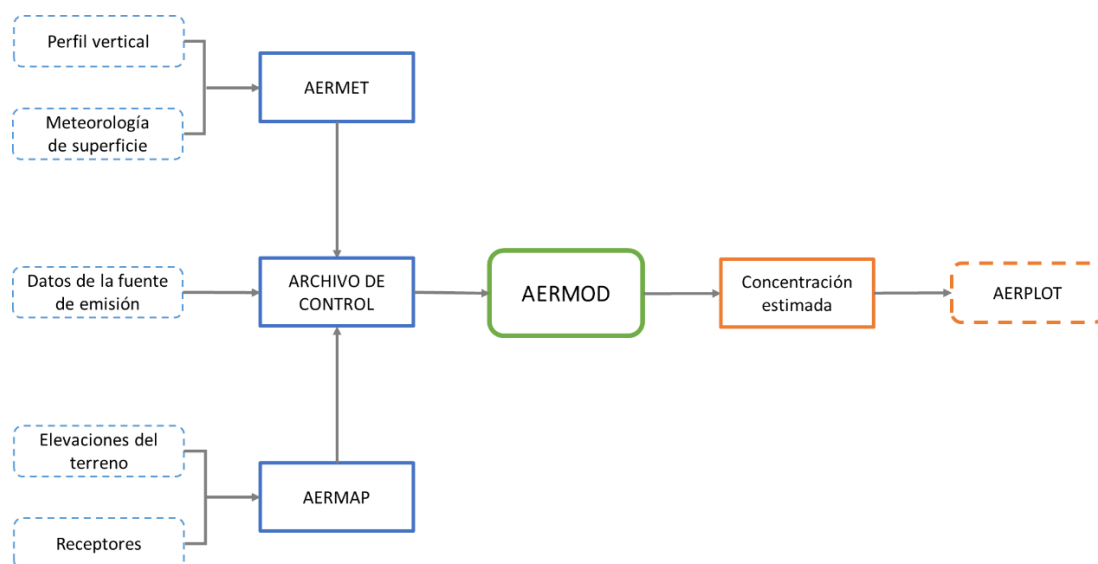 Perfil vertical
AERMET
Meteorología
de superficie
Datos de la fuente
de emisión
ARCHIVO DE
CONTROL
AERMOD
Concentración
estimada
AERPLOT
Elevaciones del
terreno
AERMAP
Receptores